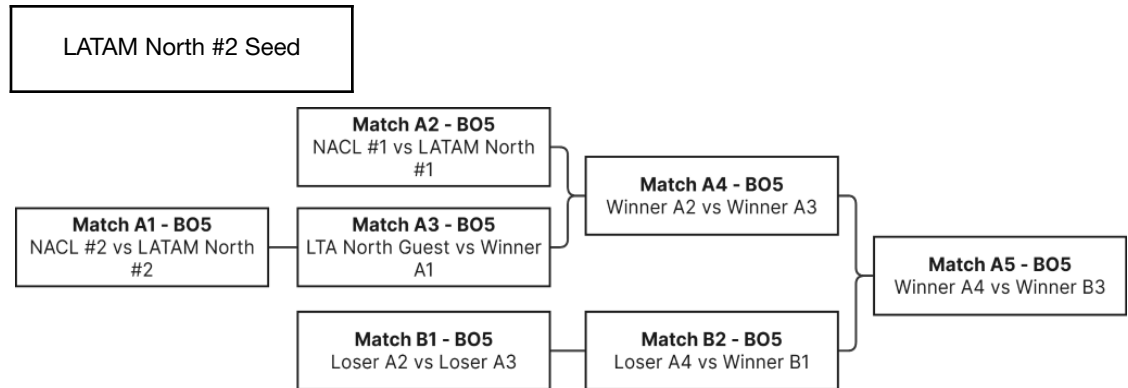 LATAM North #2 Seed
Match A2 - BO5
NACL #1 vs LATAM North
#1
Match A4 - BO5
Winner A2 vs Winner A3
Match A1 - BO5
NACL #2 vs LATAM North
#2
Match A3 - BO5
LTA North Guest vs Winner
A1
Match A5 - BO5
Winner A4 vs Winner B3
Match B1 - BO5
Loser A2 vs Loser A3
Match B2 - BO5
Loser A4 vs Winner B1